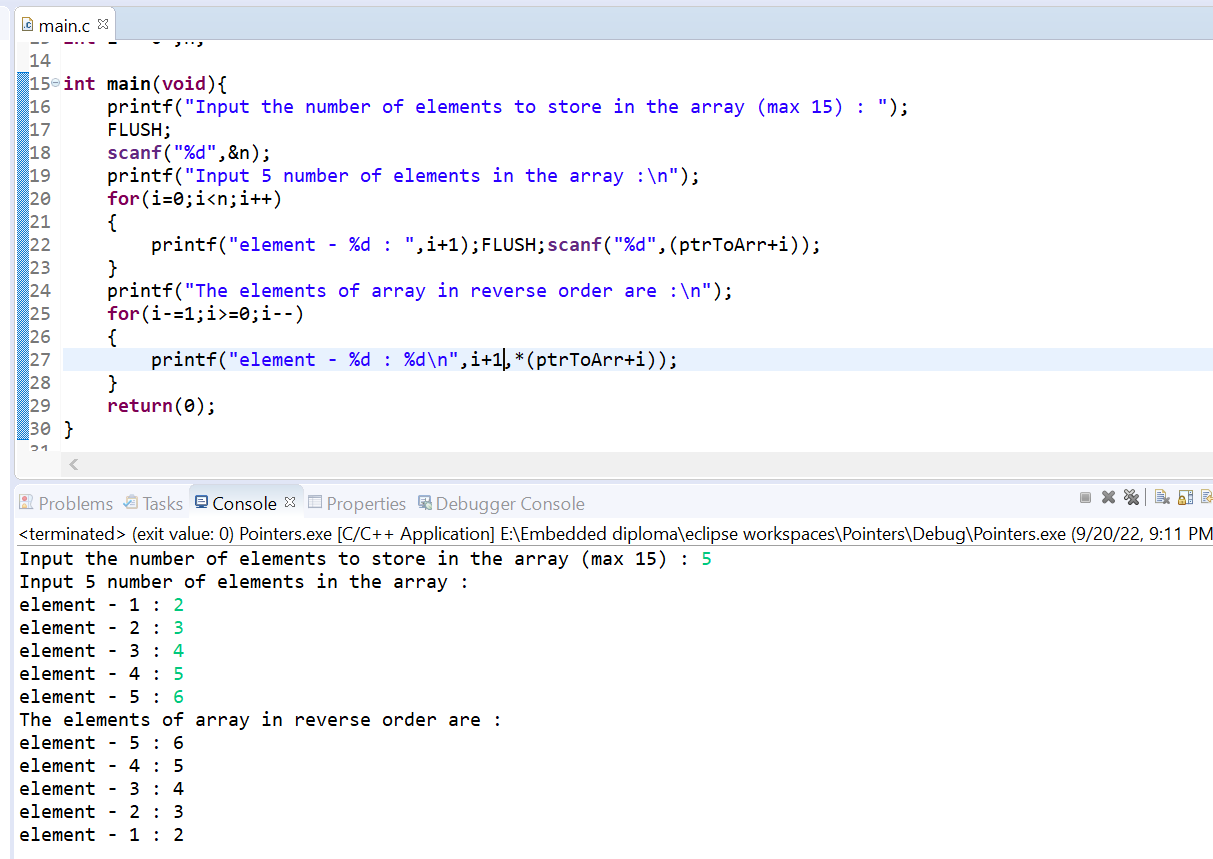 main.c
14
15 int main(void){
16 printf("Input the number of elements to store in the array (max 15) : ");
17 FLUSH;
18 scanf("%d",&n);
19 printf("Input 5 number of elements in the array :\n");
20 for(i=0;i<n;i++)
21 {
22 printf("element - %d : ",i+1);FLUSH;scanf("%d",(ptrToArr+i));
23 }
24 printf("The elements of array in reverse order are :\n");
25 for(i-=1;i>=0;i--)
26 {
27 printf("element - %d : %d\n",i+1,*(ptrToArr+i));
28 }
29 return(0);
30 }
31
Problems Tasks Console Properties Debugger Console
<terminated> (exit value: 0) Pointers.exe [C/C++ Application] E:\Embedded diploma\eclipse workspaces\Pointers\Debug\Pointers.exe (9/20/22, 9:11 PM
Input the number of elements to store in the array (max 15) : 5
Input 5 number of elements in the array :
element - 1 : 2
element - 2 : 3
element - 3 : 4
element - 4 : 5
element - 5 : 6
The elements of array in reverse order are :
element - 5 : 6
element - 4 : 5
element - 3 : 4
element - 2 : 3
element - 1 : 2